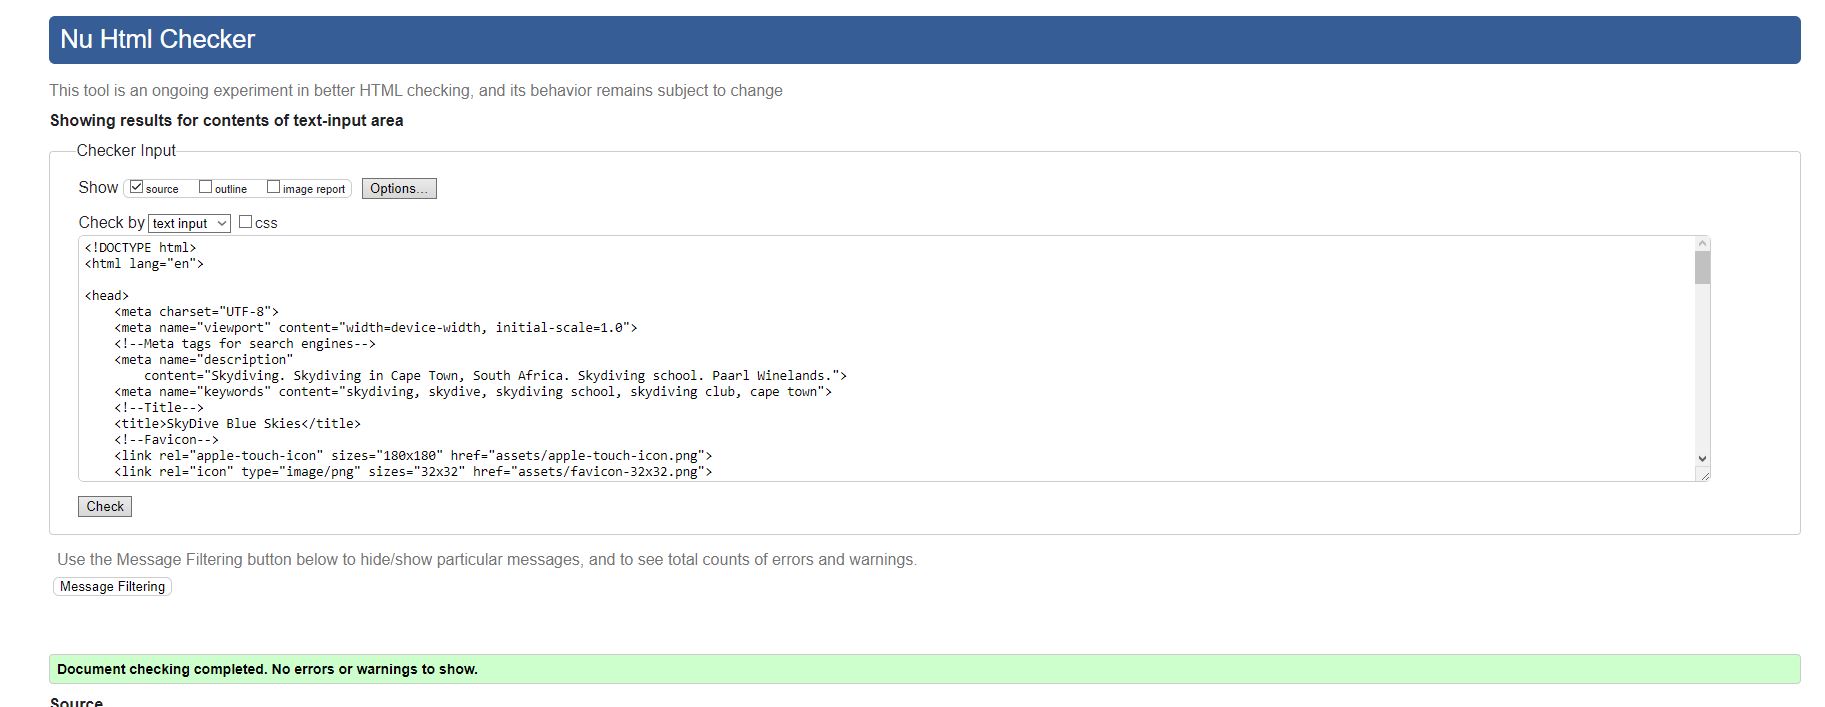 Nu Html Checker
This tool is an ongoing experiment in better HTML checking, and its behavior remains subject to change
Showing results for contents of text-input area
Checker Input
Show source outline image report Options...
Check by text input css
<!DOCTYPE html>
<html lang="en">
<head>
<meta charset="UTF-8">
<meta name="viewport" content="width=device-width, initial-scale=1.0">
<!--Meta tags for search engines-->
<meta name="description"
content="Skydiving. Skydiving in Cape Town, South Africa. Skydiving school. Paarl Winelands.">
<meta name="keywords" content="skydiving, skydive, skydiving school, skydiving club, cape town">
<!--Title-->
<title>SkyDive Blue Skies</title>
<!--Favicon-->
<link rel="apple-touch-icon" sizes="180x180" href="assets/apple-touch-icon.png">
<link rel="icon" type="image/png" sizes="32x32" href="assets/favicon-32x32.png">
Check
Use the Message Filtering button below to hide/show particular messages, and to see total counts of errors and warnings.
Message Filtering
Document checking completed. No errors or warnings to show.
Source